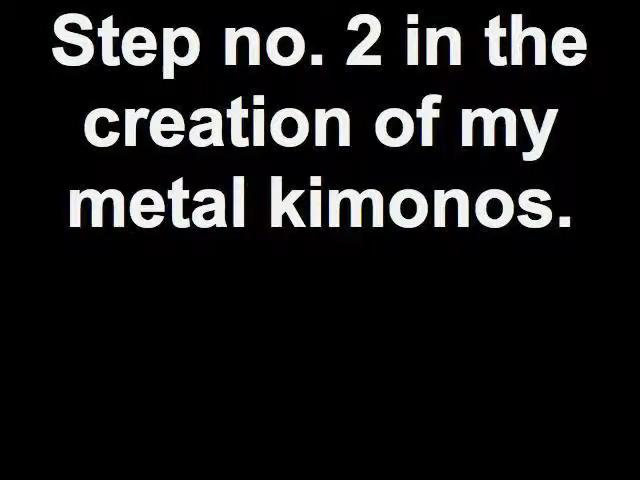 Step no. 2 in the
creation of my
metal kimonos.